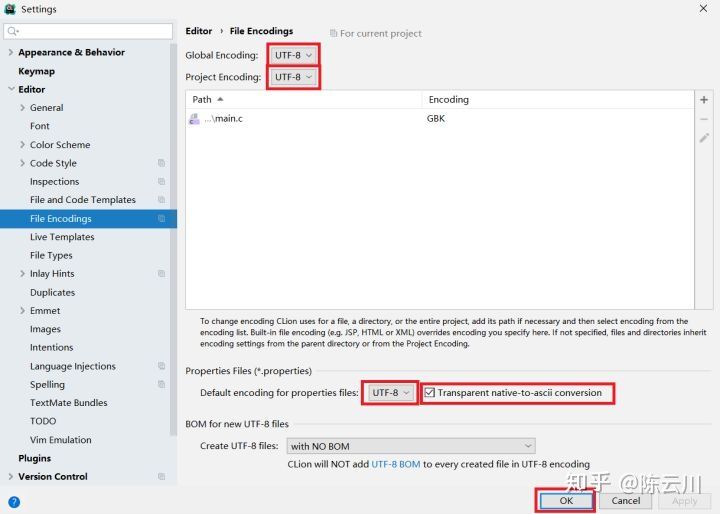 Settings
Editor › File Encodings
For current project
Appearance & Behavior
Keymap
Editor
General
Font
Color Scheme
Code Style
Inspections
File and Code Templates
File Encodings
Live Templates
File Types
Inlay Hints
Duplicates
Emmet
Images
Intentions
Language Injections
Spelling
TextMate Bundles
TODO
Vim Emulation
Plugins
Version Control
Global Encoding: UTF-8
Project Encoding: UTF-8
Path Encoding
...\main.c GBK
To change encoding CLion uses for a file, a directory, or the entire project, add its path if necessary and then select encoding from the
encoding list. Built-in file encoding (e.g. JSP, HTML or XML) overrides encoding you specify here. If not specified, files and directories inherit
encoding settings from the parent directory or from the Project Encoding.
Properties Files (*.properties)
Default encoding for properties files: UTF-8 Transparent native-to-ascii conversion
BOM for new UTF-8 files
Create UTF-8 files: with NO BOM
CLion will NOT add UTF-8 BOM to every created file in UTF-8 encoding
?
OK Cancel Apply
知乎 @陈云川